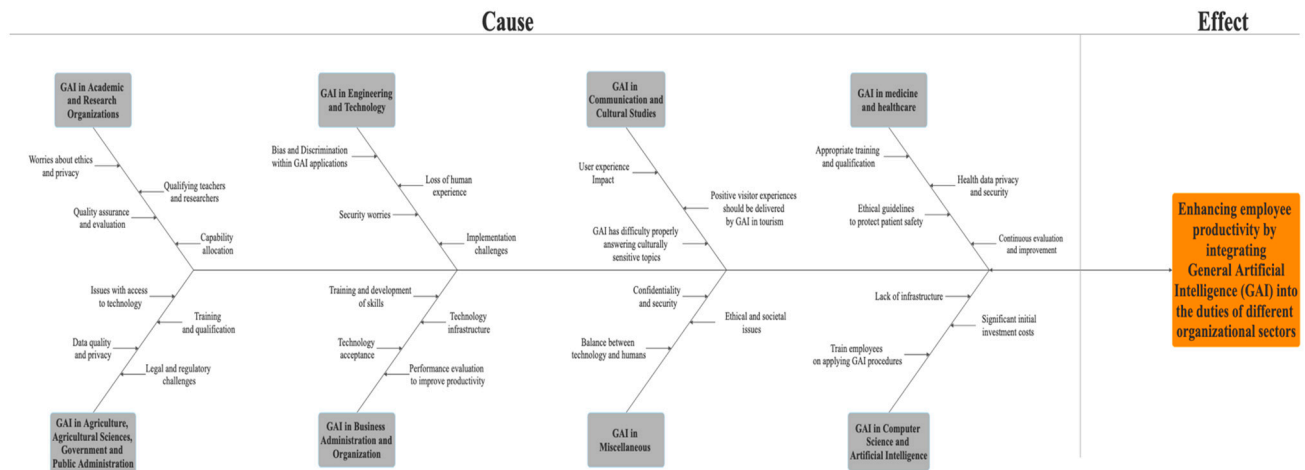 Cause
Effect
GAI in Academic
and Research
Organizations
GAI in Engineering
and Technology
GAI in
Communication and
Cultural Studies
GAI in medicine
and healthcare
Worries about ethics
and privacy
Qualifying teachers
and researchers
Quality assurance
and evaluation
Capability
allocation
Bias and Discrimination
within GAI applications
Loss of human
experience
Security worries
Implementation
challenges
User experience
Impact
Positive visitor experiences
should be delivered
by GAI in tourism
GAI has difficulty properly
answering culturally
sensitive topics
Appropriate training
and qualification
Health data privacy
and security
Ethical guidelines
to protect patient safety
Continuous evaluation
and improvement
Enhancing employee
productivity by
integrating
General Artificial
Intelligence (GAI) into
the duties of different
organizational sectors
Issues with access
to technology
Training
and qualification
Data quality
and privacy
Legal and regulatory
challenges
Training and development
of skills
Technology
infrastructure
Technology
acceptance
Performance evaluation
to improve productivity
Confidentiality
and security
Ethical and societal
issues
Balance between
technology and humans
Lack of infrastructure
Significant initial
investment costs
Train employees
on applying GAI procedures
GAI in Agriculture,
Agricultural Sciences,
Government and
Public Administration
GAI in Business
Administration and
Organization
GAI in
Miscellaneous
GAI in Computer
Science and
Artificial Intelligence